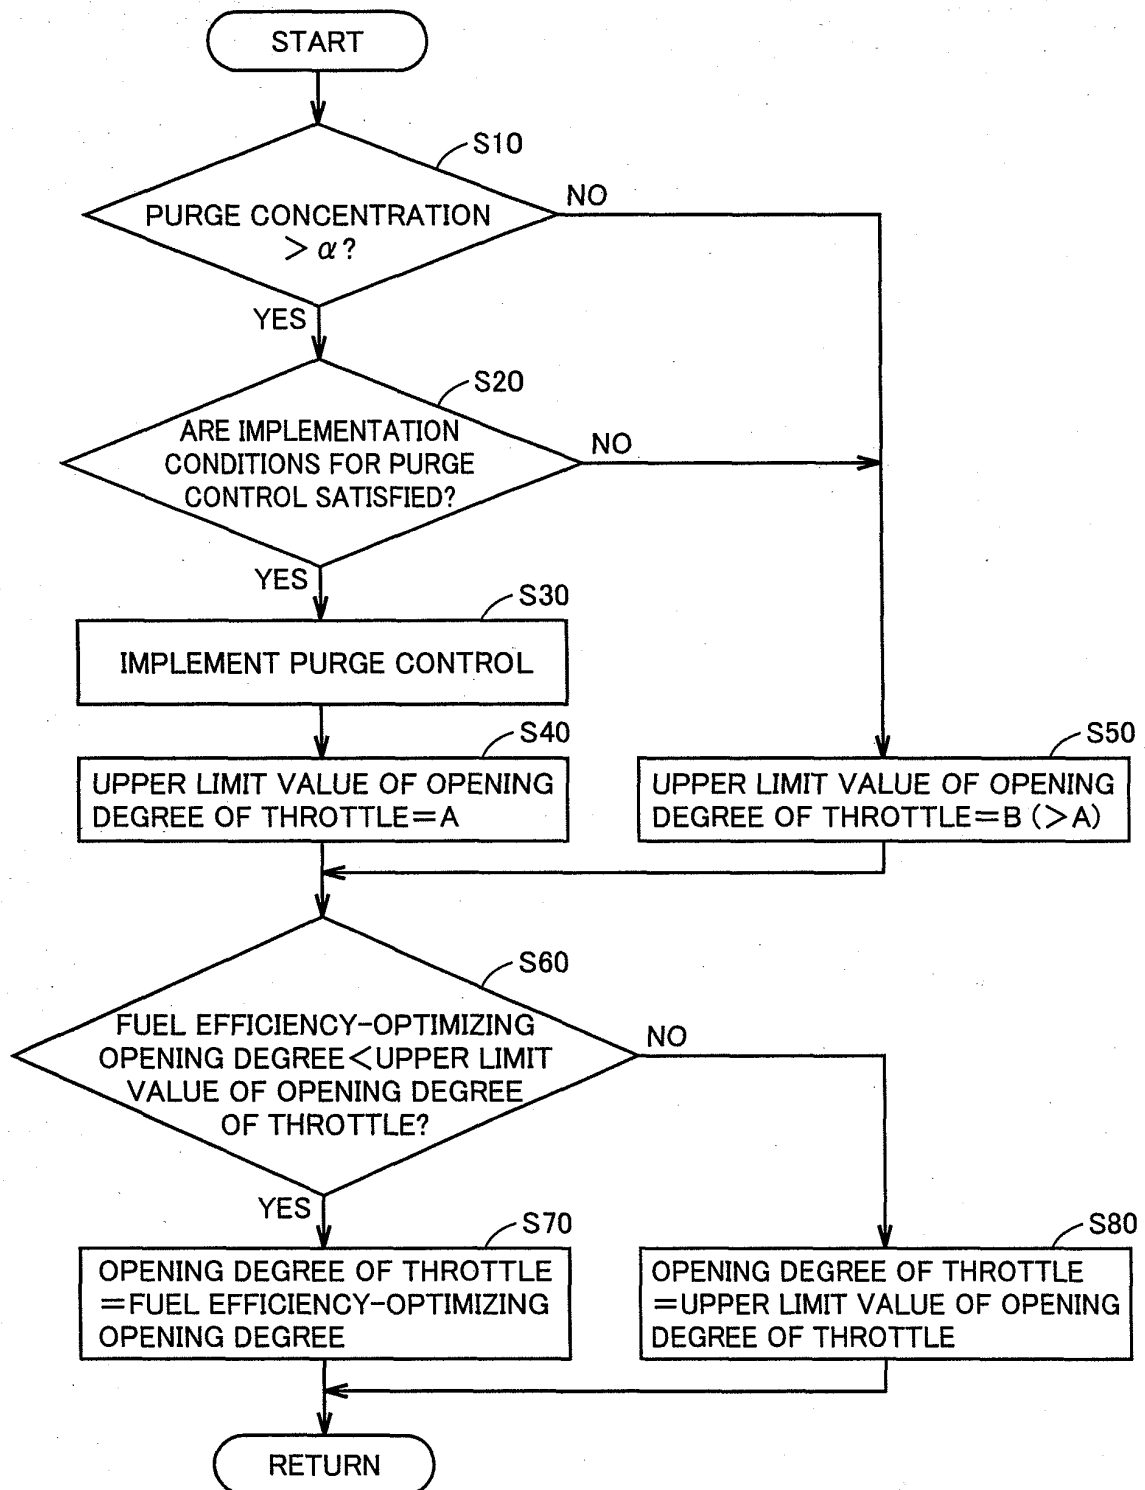 START
S10
NO
PURGE CONCENTRATION
> α?
YES
S20
ARE IMPLEMENTATION
CONDITIONS FOR PURGE
CONTROL SATISFIED?
NO
YES
S30
IMPLEMENT PURGE CONTROL
S40
UPPER LIMIT VALUE OF OPENING
DEGREE OF THROTTLE=A
S50
UPPER LIMIT VALUE OF OPENING
DEGREE OF THROTTLE=B (>A)
S60
FUEL EFFICIENCY-OPTIMIZING
OPENING DEGREE<UPPER LIMIT
VALUE OF OPENING DEGREE
OF THROTTLE?
NO
YES
S70
OPENING DEGREE OF THROTTLE
=FUEL EFFICIENCY-OPTIMIZING
OPENING DEGREE
S80
OPENING DEGREE OF THROTTLE
=UPPER LIMIT VALUE OF OPENING
DEGREE OF THROTTLE
RETURN